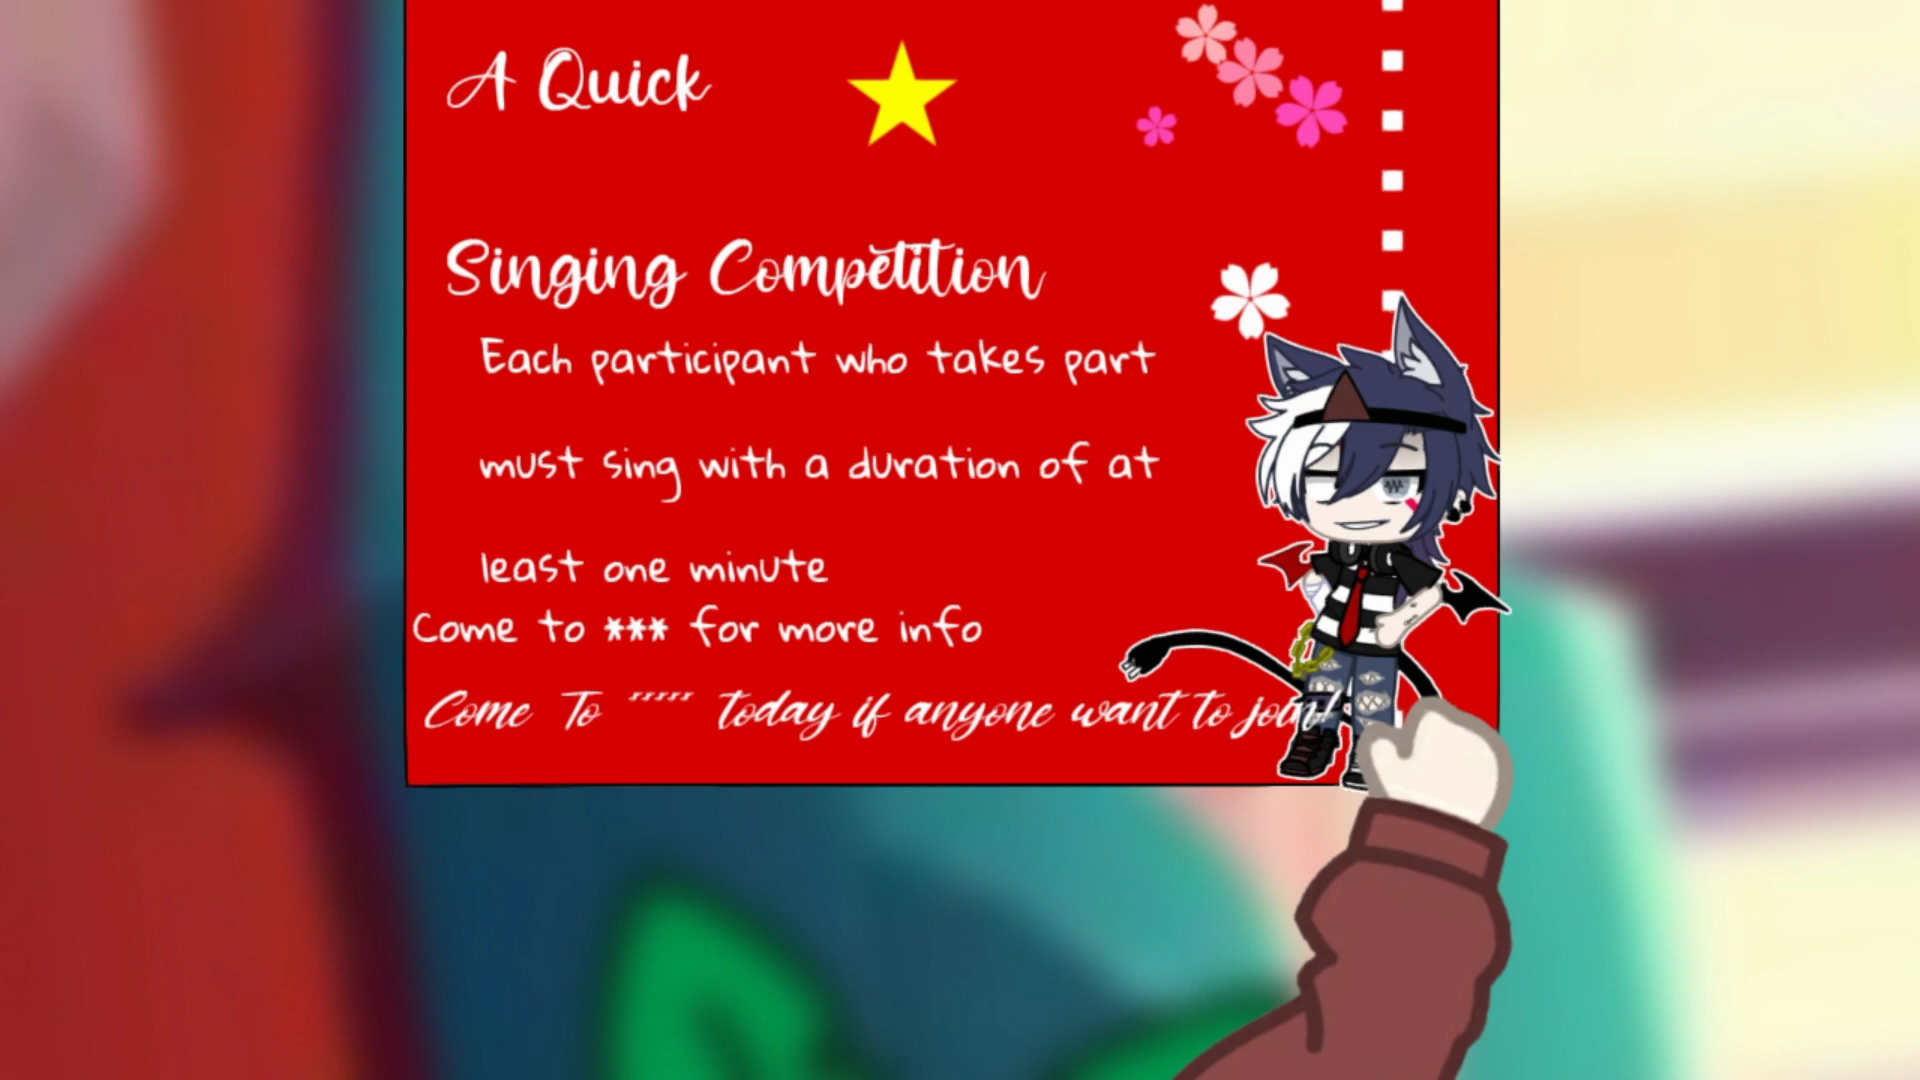 A Quick
Singing Competition
Each participant who takes part
must sing with a duration of at
least one minute
Come to *** for more info
Come To ***** today if anyone want to join!